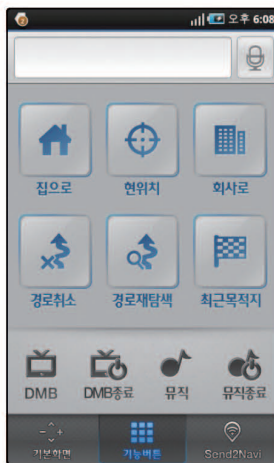 오후 6:08
집으로 현위치 회사로
경로취소 경로재탐색 최근목적지
DMB DMB종료 뮤직 뮤직종료
기본화면 기능버튼 Send2Navi